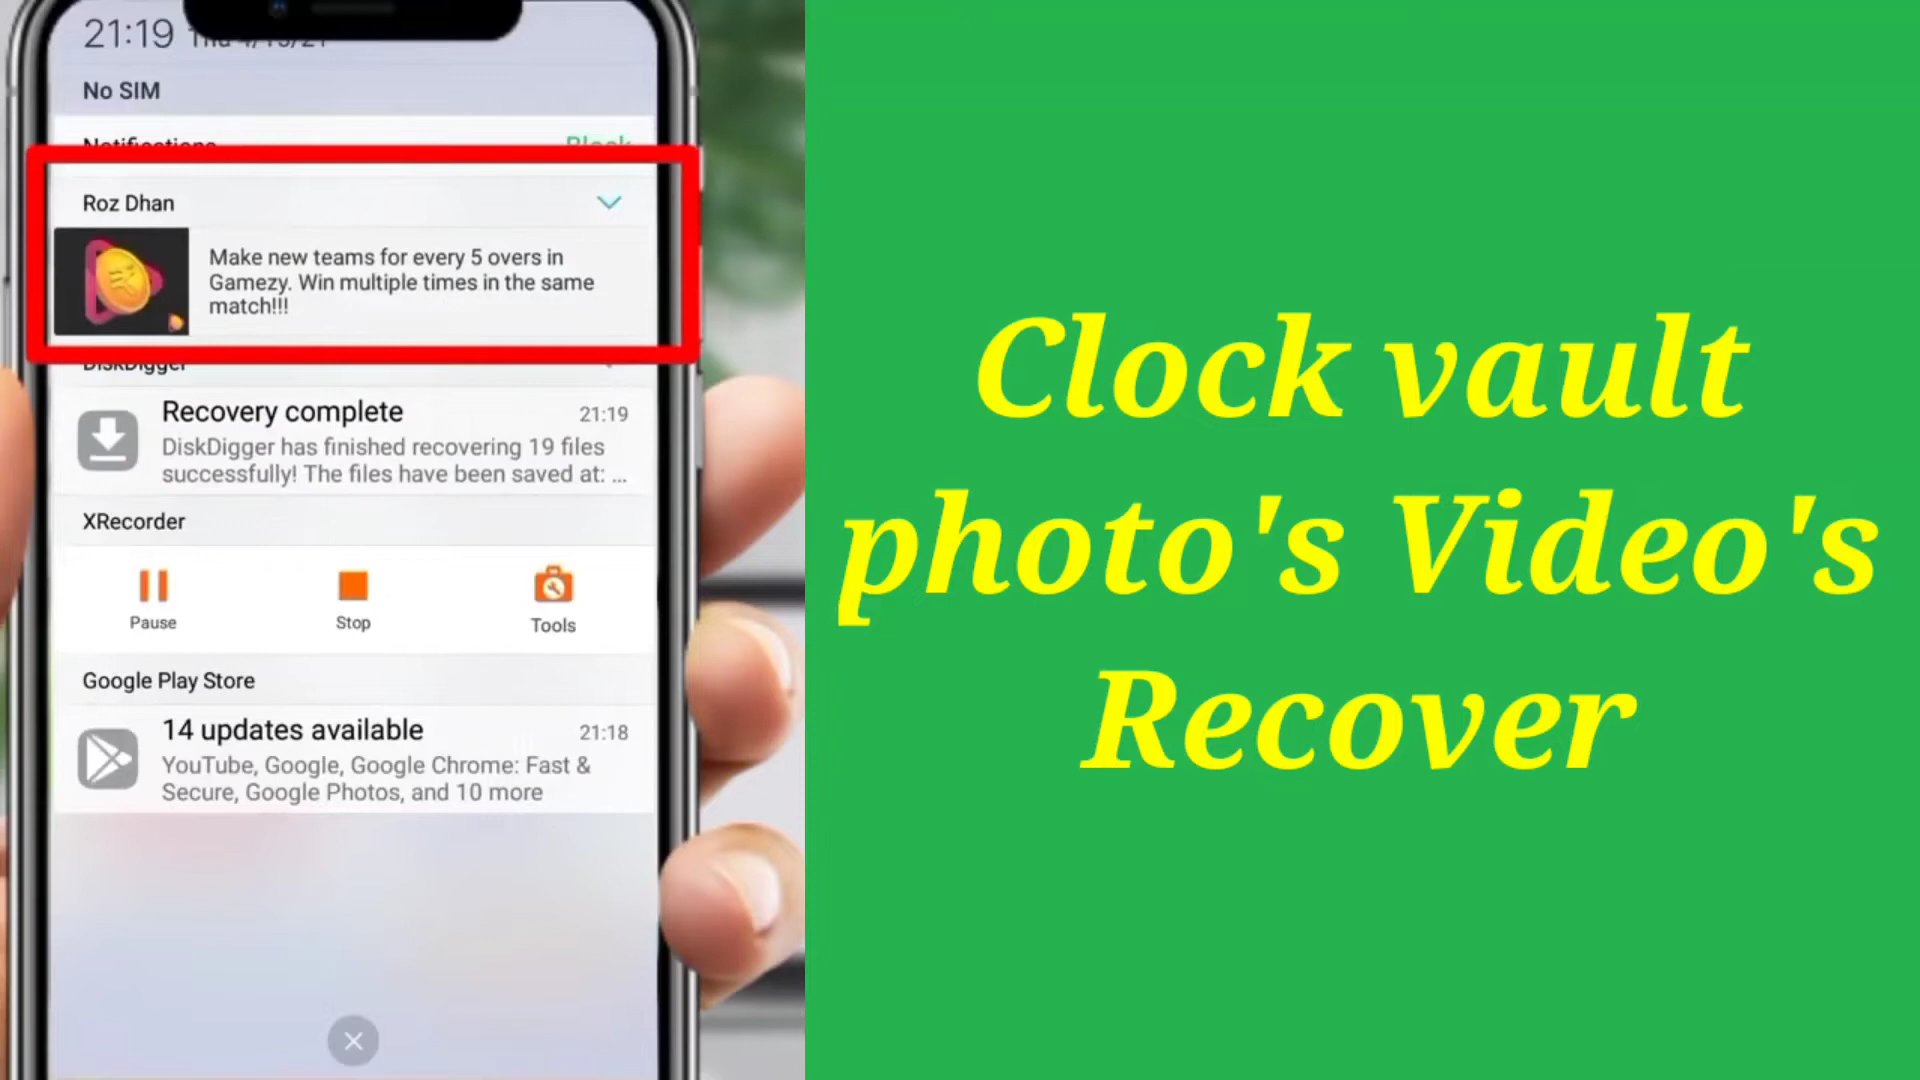 21:19
No SIM
Notifications
Block
Roz Dhan
Make new teams for every 5 overs in
Gamezy. Win multiple times in the same
match!!!
DiskDigger
Recovery complete 21:19
DiskDigger has finished recovering 19 files
successfully! The files have been saved at: ...
XRecorder
Pause Stop Tools
Google Play Store
14 updates available 21:18
YouTube, Google, Google Chrome: Fast &
Secure, Google Photos, and 10 more
Clock vault
photo's Video's
Recover